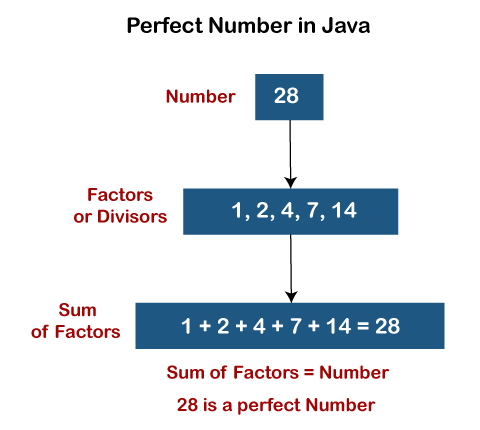 Perfect Number in Java
Number
28
Factors
or Divisors
1, 2, 4, 7, 14
Sum
of Factors
1 + 2 + 4 + 7 + 14 = 28
Sum of Factors = Number
28 is a perfect Number